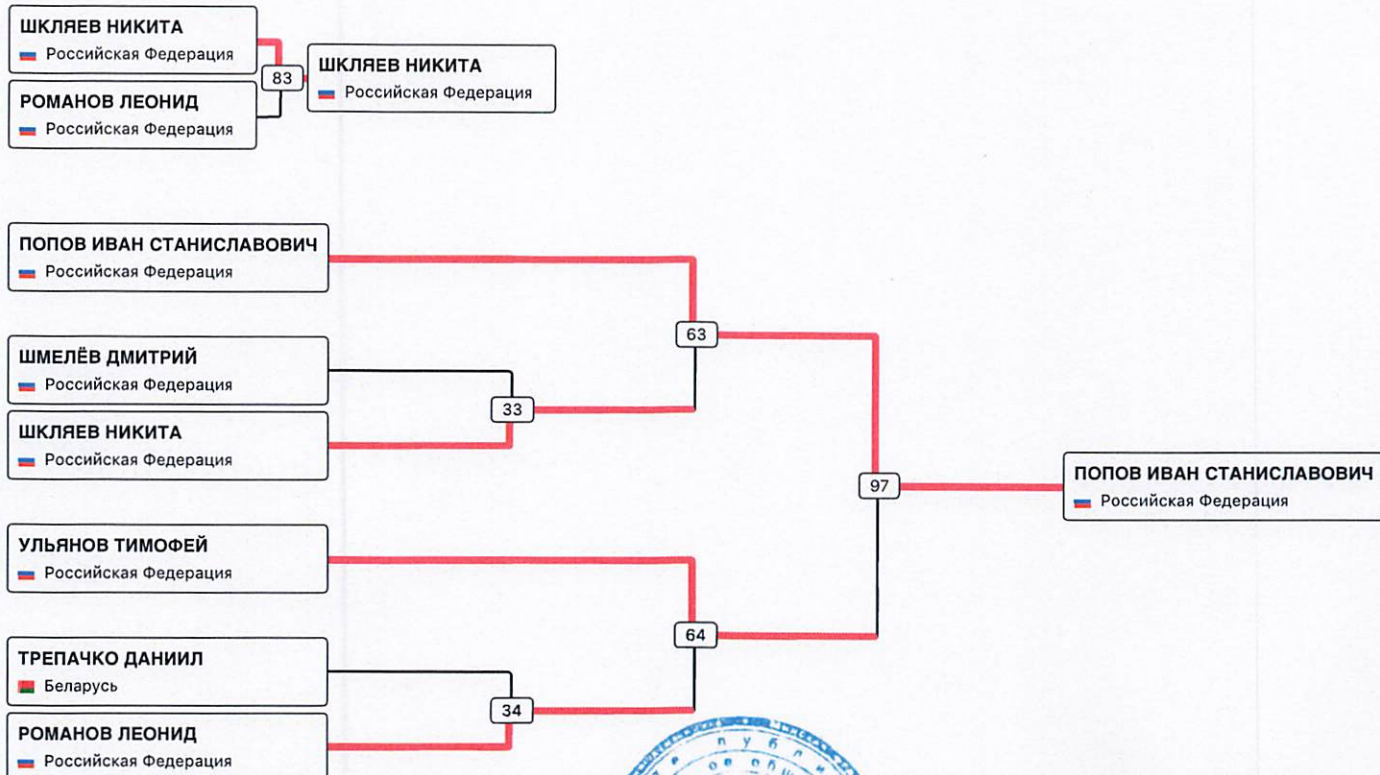 ШКЛЯЕВ НИКИТА
Российская Федерация
83
ШКЛЯЕВ НИКИТА
Российская Федерация
РОМАНОВ ЛЕОНИД
Российская Федерация
ПОПОВ ИВАН СТАНИСЛАВОВИЧ
Российская Федерация
63
ШМЕЛЁВ ДМИТРИЙ
Российская Федерация
33
ШКЛЯЕВ НИКИТА
Российская Федерация
97
ПОПОВ ИВАН СТАНИСЛАВОВИЧ
Российская Федерация
УЛЬЯНОВ ТИМОФЕЙ
Российская Федерация
64
ТРЕПАЧКО ДАНИИЛ
Беларусь
34
РОМАНОВ ЛЕОНИД
Российская Федерация